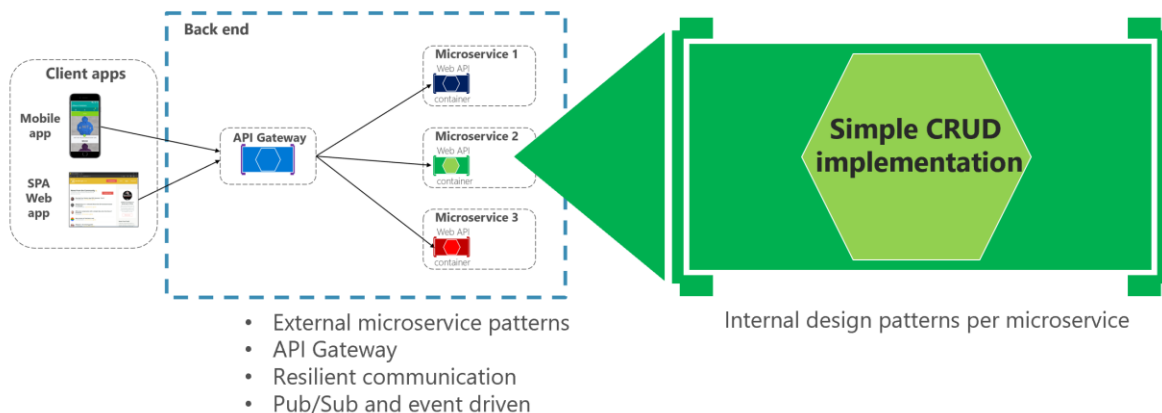 Back end
Client apps
Mobile
app
SPA
Web
app
API Gateway
Microservice 1
Web API
container
Microservice 2
Web API
container
Microservice 3
Web API
container
Simple CRUD
implementation
• External microservice patterns
• API Gateway
• Resilient communication
• Pub/Sub and event driven
Internal design patterns per microservice